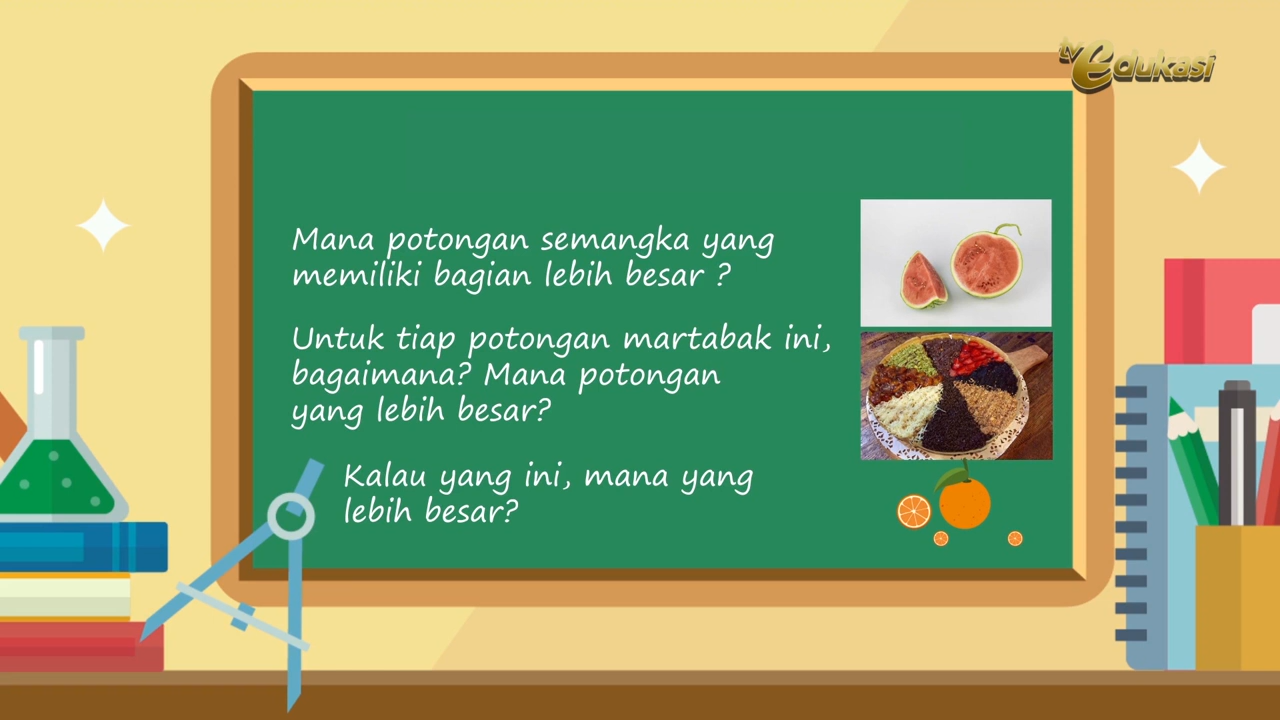 tv edukasi
Mana potongan semangka yang
memiliki bagian lebih besar ?
Untuk tiap potongan martabak ini,
bagaimana? Mana potongan
yang lebih besar?
Kalau yang ini, mana yang
lebih besar?